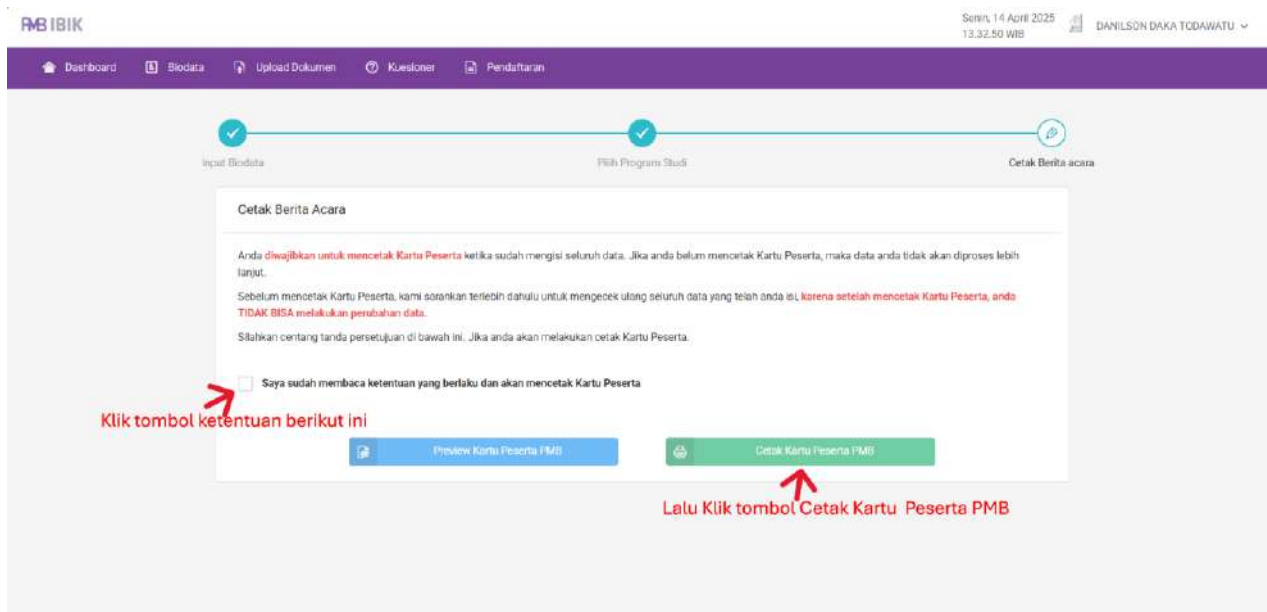 PMB IBIK
Senin, 14 April 2025
13.32.50 WIB
DANILSON DAKA TODAWATU
Dashboard
Biodata
Upload Dokumen
Kuesioner
Pendaftaran
Input Biodata
Pilih Program Studi
Cetak Berita acara
Cetak Berita Acara
Anda diwajibkan untuk mencetak Kartu Peserta ketika sudah mengisi seluruh data. Jika anda belum mencetak Kartu Peserta, maka data anda tidak akan diproses lebih
lanjut.
Sebelum mencetak Kartu Peserta, kami sarankan terlebih dahulu untuk mengecek ulang seluruh data yang telah anda isi, karena setelah mencetak Kartu Peserta, anda
TIDAK BISA melakukan perubahan data.
Silahkan centang tanda persetujuan di bawah ini. Jika anda akan melakukan cetak Kartu Peserta.
Saya sudah membaca ketentuan yang berlaku dan akan mencetak Kartu Peserta
Klik tombol ketentuan berikut ini
Preview Kartu Peserta PMB
Cetak Kartu Peserta PMB
Lalu Klik tombol Cetak Kartu Peserta PMB